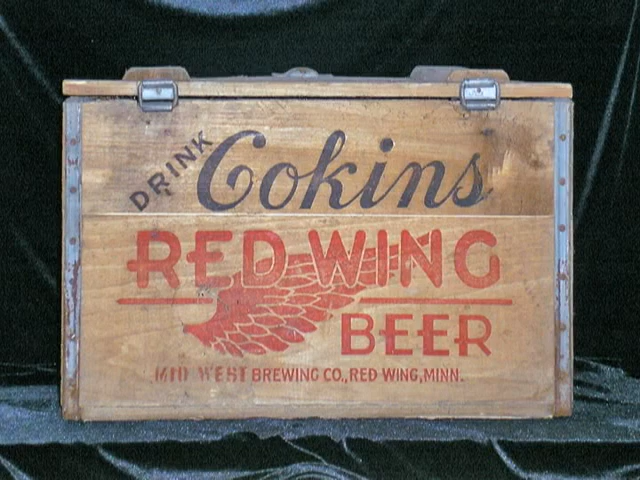 DRINK Cokins
RED WING
BEER
MID WEST BREWING CO., RED WING, MINN.